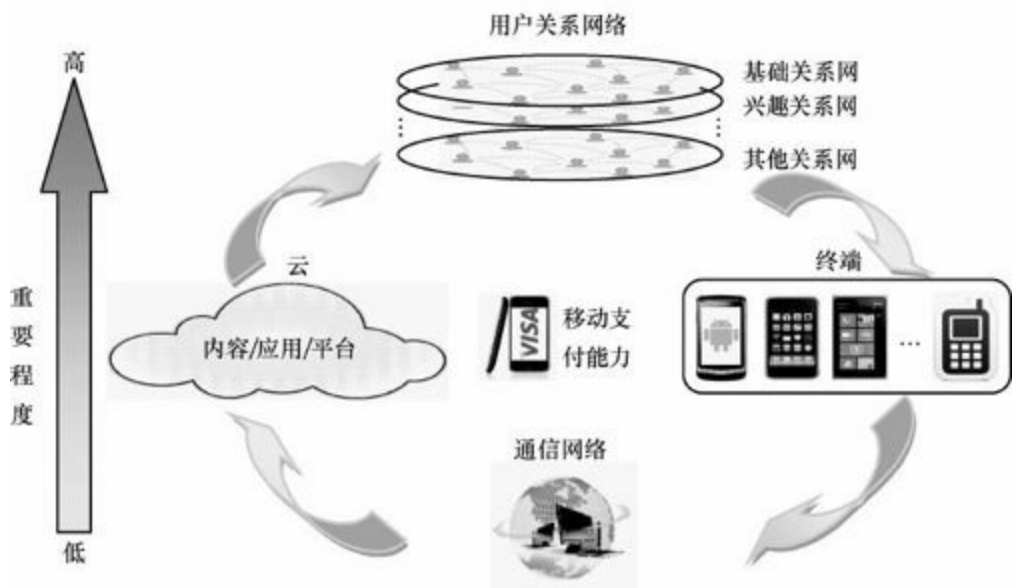 用户关系网络
高
基础关系网
兴趣关系网
⋮
⋮
其他关系网
云
终端
重要程度
内容/应用/平台
VISA
移动支
付能力
…
通信网络
低